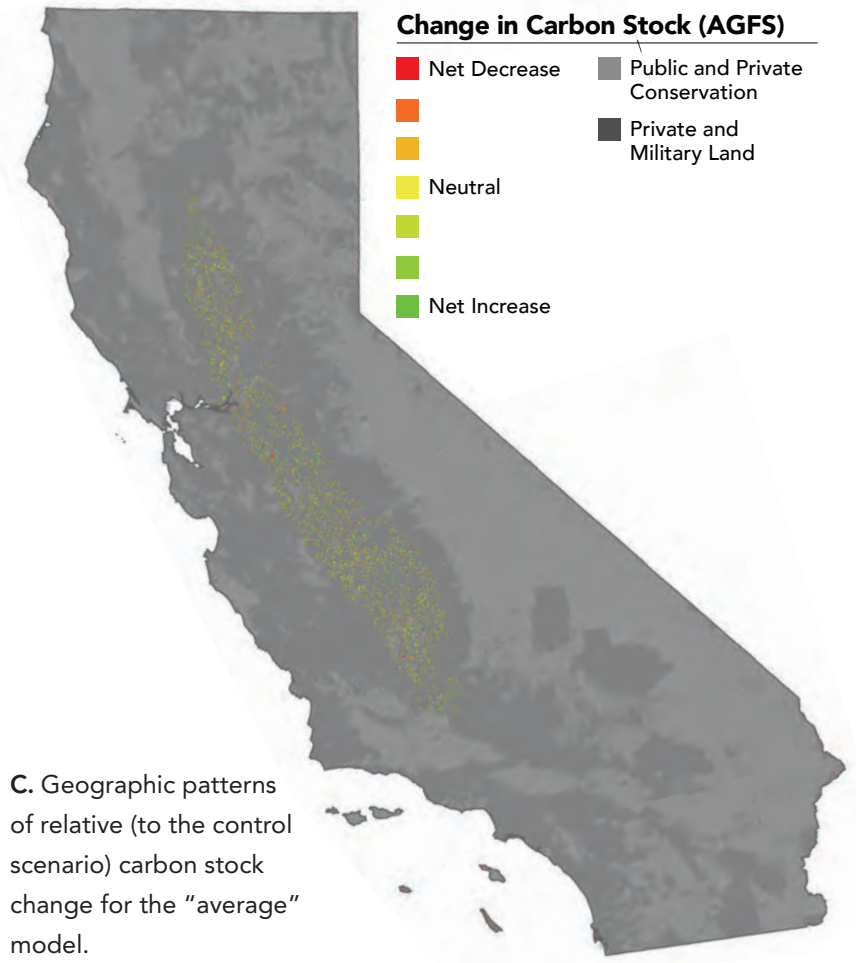 Change in Carbon Stock (AGFS)
Net Decrease
Neutral
Net Increase
Public and Private
Conservation
Private and
Military Land
C. Geographic patterns
of relative (to the control
scenario) carbon stock
change for the “average”
model.